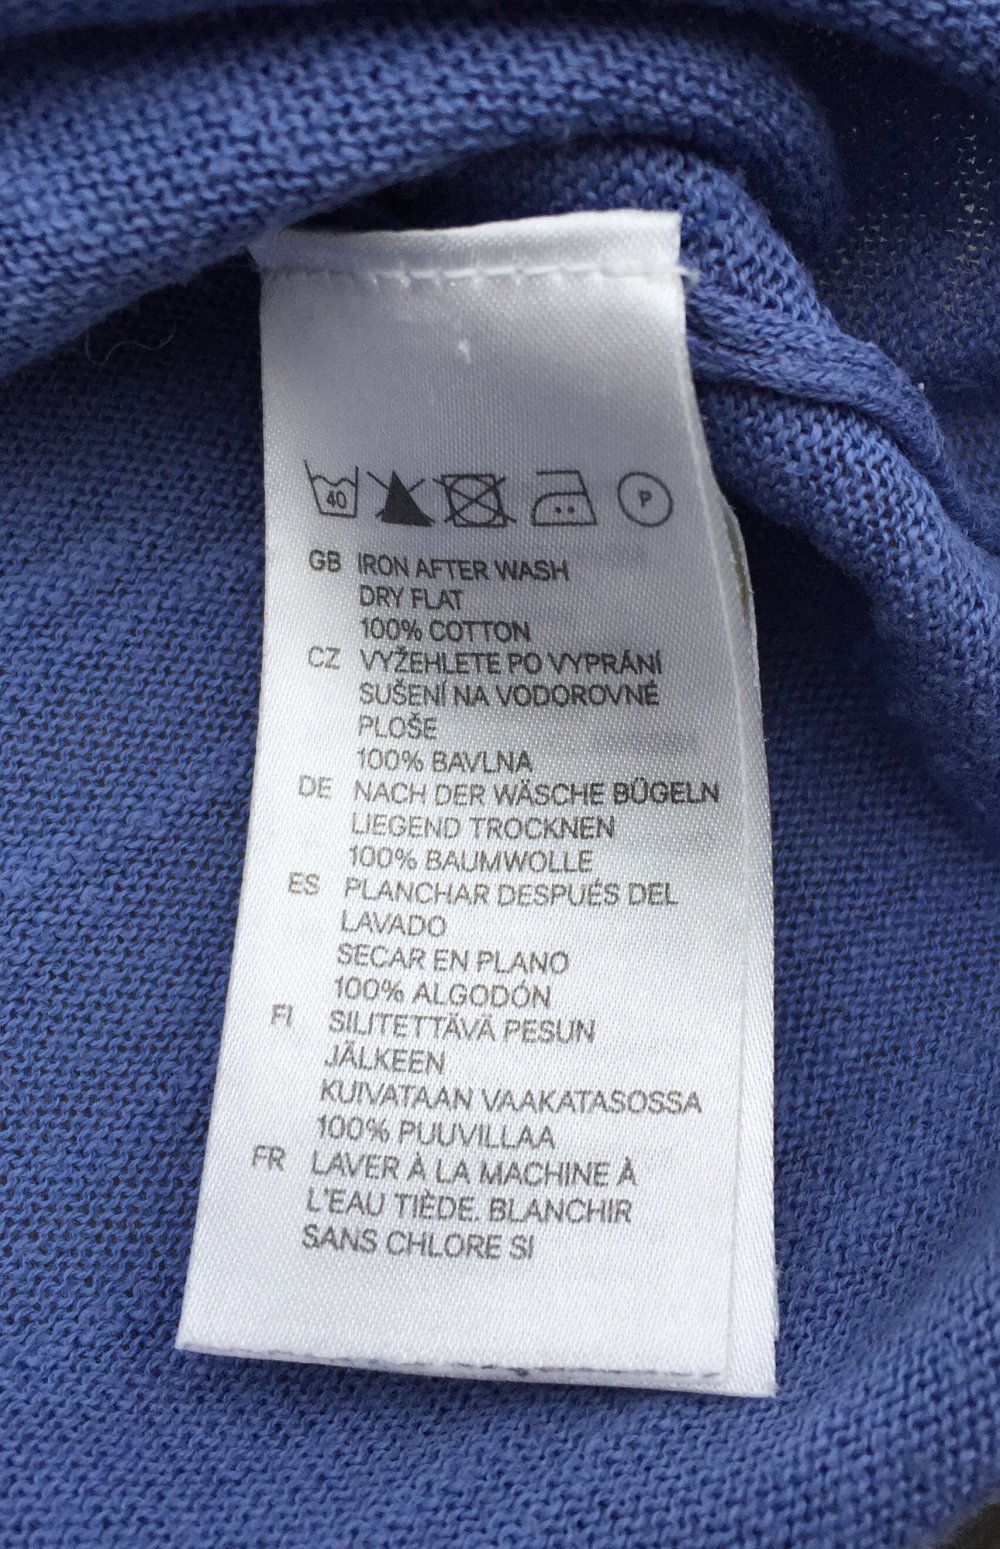 40 P
GB IRON AFTER WASH
DRY FLAT
100% COTTON
CZ VYŽEHLETE PO VYPRÁNÍ
SUŠENÍ NA VODOROVNÉ
PLOŠE
100% BAVLNA
DE NACH DER WÄSCHE BÜGELN
LIEGEND TROCKNEN
100% BAUMWOLLE
ES PLANCHAR DESPUÉS DEL
LAVADO
SECAR EN PLANO
100% ALGODÓN
FI SILITETTÄVÄ PESUN
JÄLKEEN
KUIVATAAN VAAKATASOSSA
100% PUUVILLAA
FR LAVER À LA MACHINE À
L'EAU TIÈDE. BLANCHIR
SANS CHLORE SI